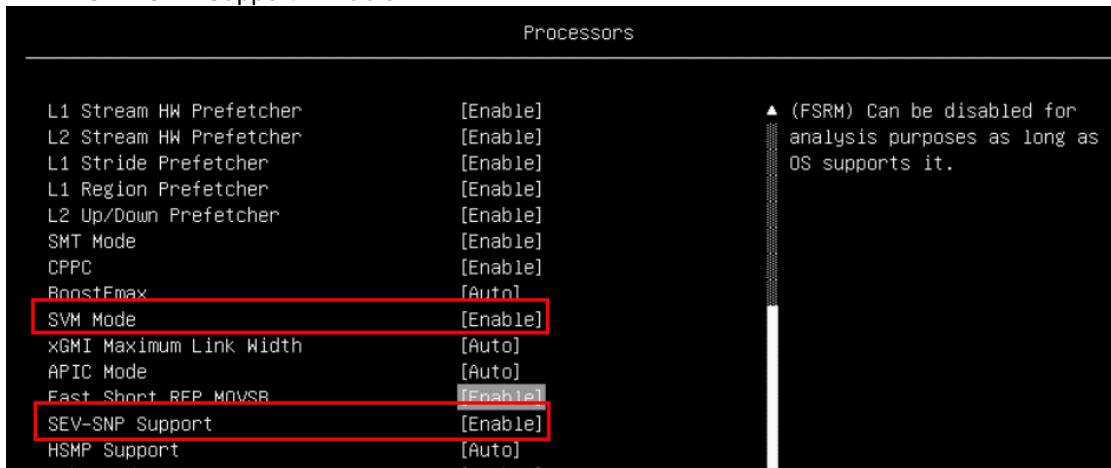 Processors
L1 Stream HW Prefetcher [Enable]
L2 Stream HW Prefetcher [Enable]
L1 Stride Prefetcher [Enable]
L1 Region Prefetcher [Enable]
L2 Up/Down Prefetcher [Enable]
SMT Mode [Enable]
CPPC [Enable]
BoostFmax [Auto]
SVM Mode [Enable]
xGMI Maximum Link Width [Auto]
APIC Mode [Auto]
Fast Short REP MOVSB [Enable]
SEV-SNP Support [Enable]
HSMP Support [Auto]
(FSRM) Can be disabled for
analysis purposes as long as
OS supports it.